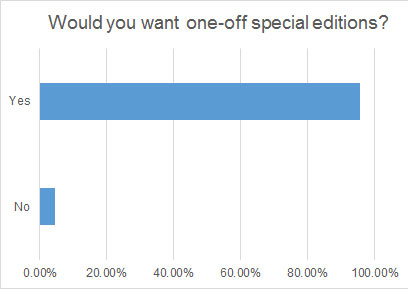 Would you want one-off special editions?
Yes
No
0.00% 20.00% 40.00% 60.00% 80.00% 100.00%